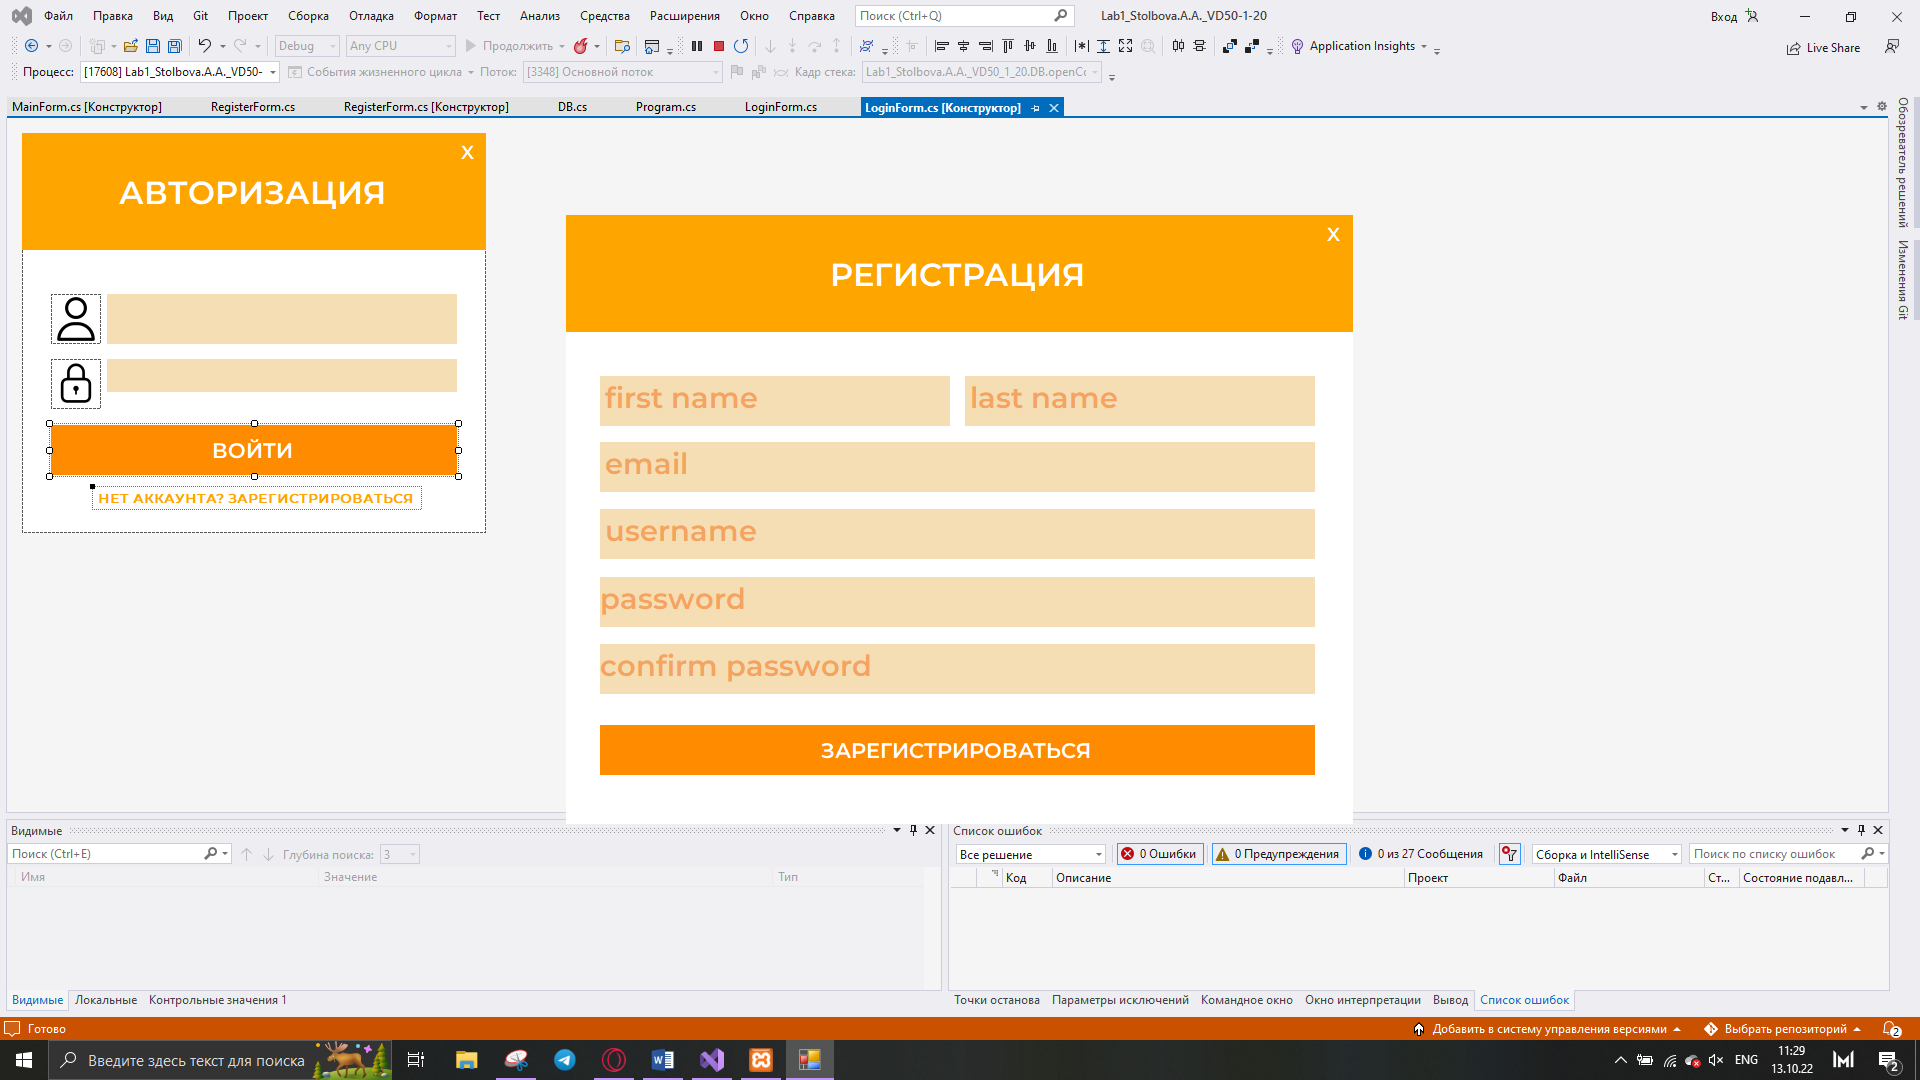 Файл Правка Вид Git Проект Сборка Отладка Формат Тест Анализ Средства Расширения Окно Справка Поиск (Ctrl+Q) Lab1_Stolbova.A.A._VD50-1-20 Вход
Debug Any CPU Продолжить Application Insights Live Share
Процесс: [17608] Lab1_Stolbova.A.A._VD50- События жизненного цикла Поток: [3348] Основной поток Кадр стека: Lab1_Stolbova.A.A._VD50_1_20.DB.openCo
MainForm.cs [Конструктор] RegisterForm.cs RegisterForm.cs [Конструктор] DB.cs Program.cs LoginForm.cs LoginForm.cs [Конструктор]
Обозреватель решений
Изменения Git
X
АВТОРИЗАЦИЯ
ВОЙТИ
НЕТ АККАУНТА? ЗАРЕГИСТРИРОВАТЬСЯ
X
РЕГИСТРАЦИЯ
first name last name
email
username
password
confirm password
ЗАРЕГИСТРИРОВАТЬСЯ
Видимые
Поиск (Ctrl+E) Глубина поиска: 3
Имя Значение Тип
Видимые Локальные Контрольные значения 1
Список ошибок
Все решение 0 Ошибки 0 Предупреждения 0 из 27 Сообщения Сборка и IntelliSense Поиск по списку ошибок
Код Описание Проект Файл Ст... Состояние подавл...
Точки останова Параметры исключений Командное окно Окно интерпретации Вывод Список ошибок
Готово Добавить в систему управления версиями Выбрать репозиторий 2
Введите здесь текст для поиска ENG 11:29
13.10.22 2